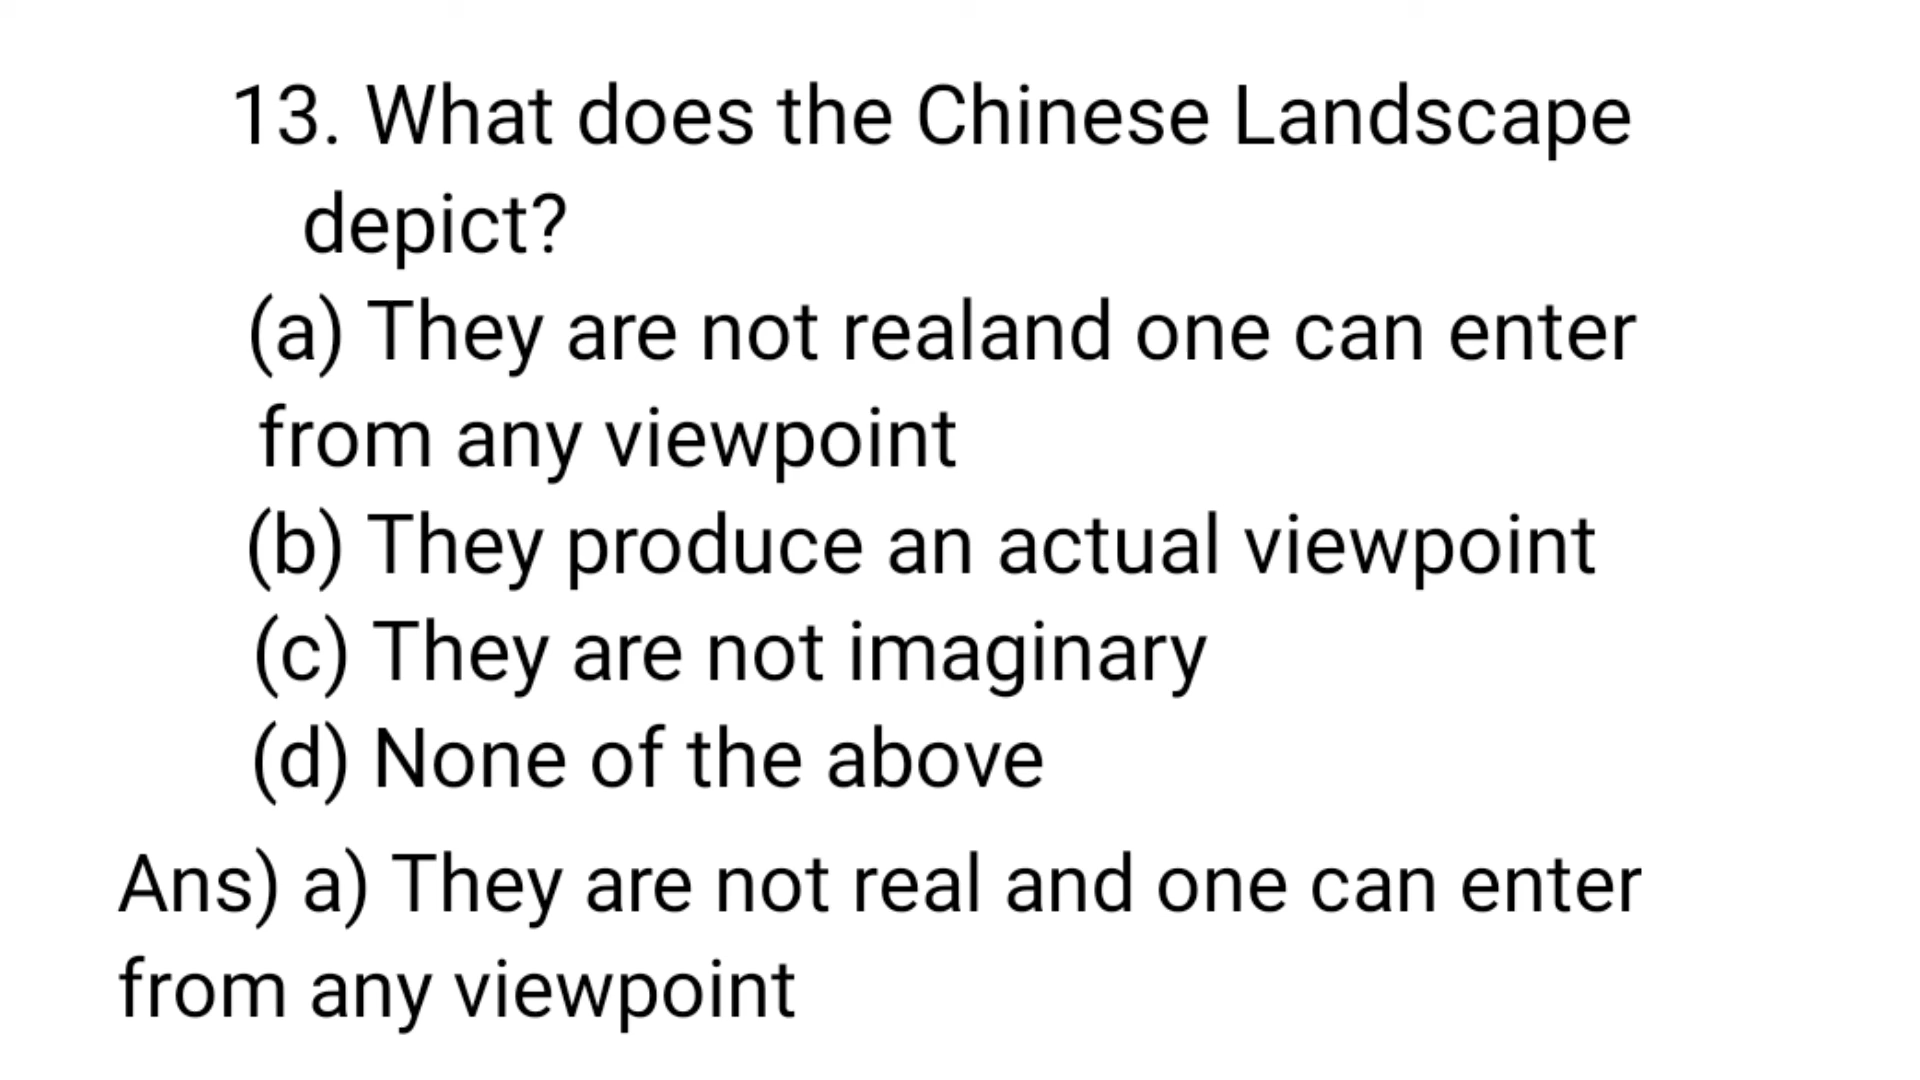 13. What does the Chinese Landscape
depict?
(a) They are not realand one can enter
from any viewpoint
(b) They produce an actual viewpoint
(c) They are not imaginary
(d) None of the above
Ans) a) They are not real and one can enter
from any viewpoint